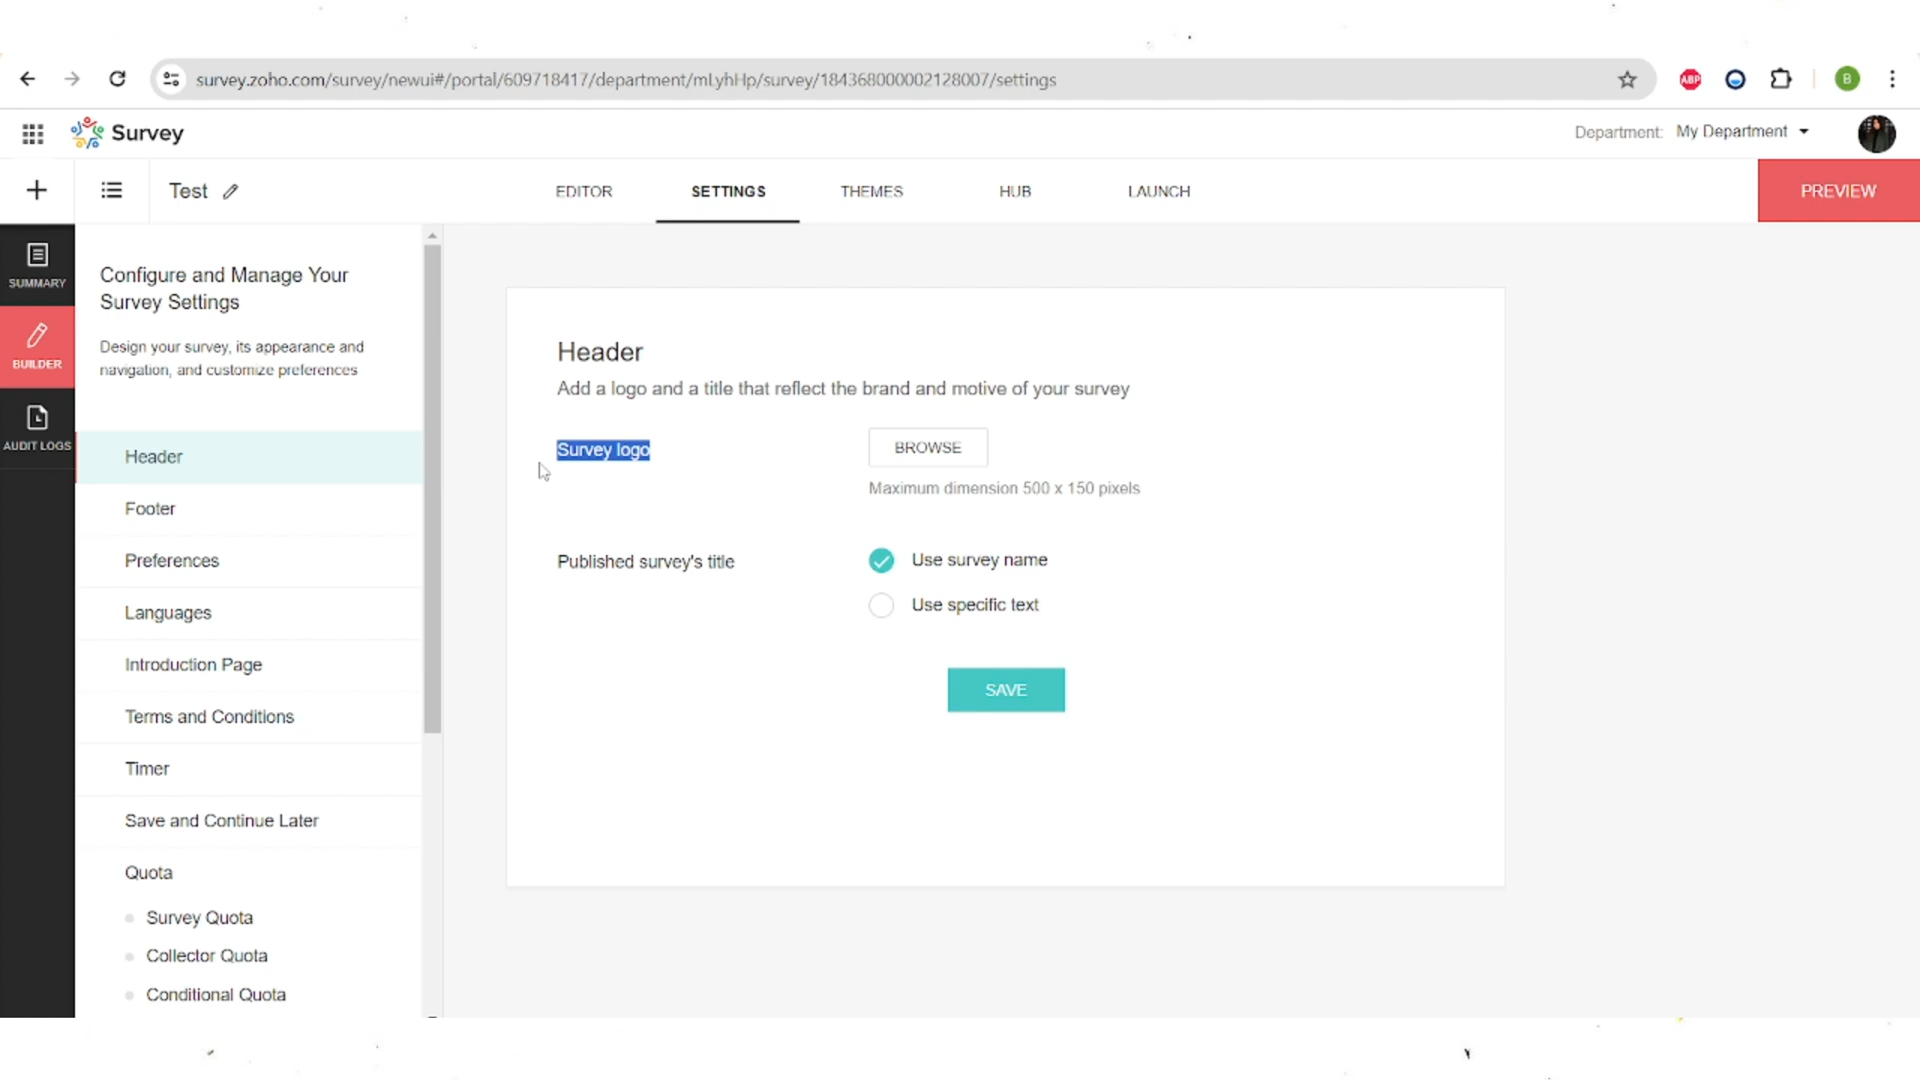 survey.zoho.com/survey/newui#/portal/609718417/department/mLyhHp/survey/184368000002128007/settings
ABP
B
Survey
Department: My Department
Test
EDITOR
SETTINGS
THEMES
HUB
LAUNCH
PREVIEW
SUMMARY
BUILDER
AUDIT LOGS
Configure and Manage Your
Survey Settings
Design your survey, its appearance and
navigation, and customize preferences
Header
Footer
Preferences
Languages
Introduction Page
Terms and Conditions
Timer
Save and Continue Later
Quota
Survey Quota
Collector Quota
Conditional Quota
Header
Add a logo and a title that reflect the brand and motive of your survey
Survey logo
BROWSE
Maximum dimension 500 x 150 pixels
Published survey's title
Use survey name
Use specific text
SAVE